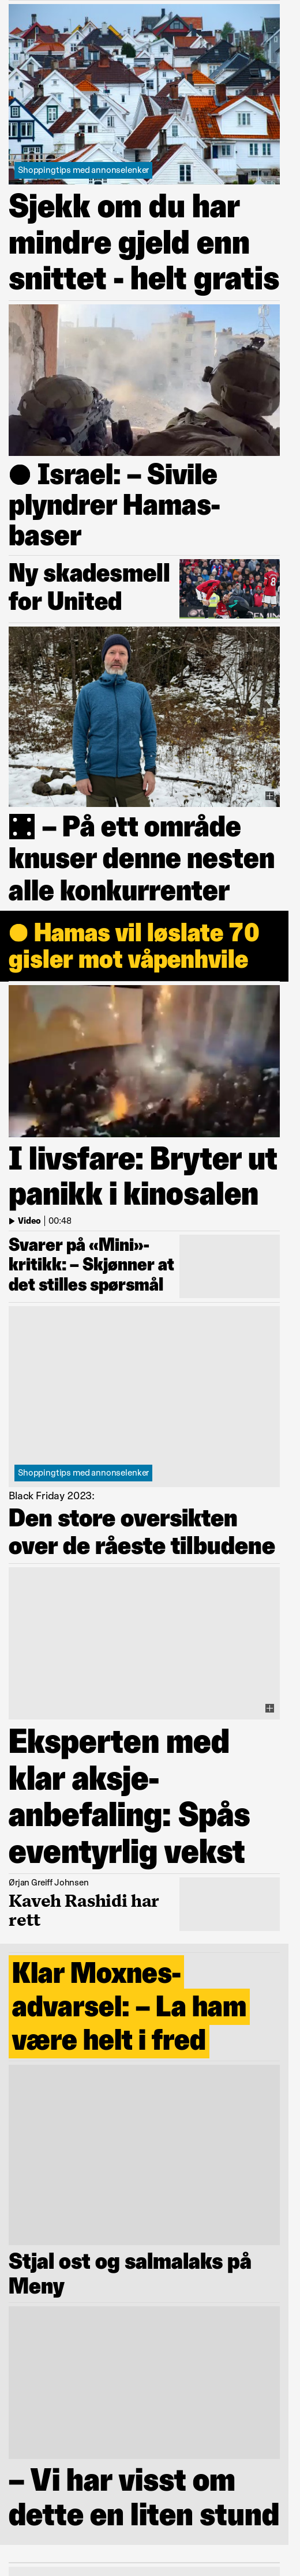 Shoppingtips med annonselenker
Sjekk om du har
mindre gjeld enn
snittet - helt gratis
Israel: – Sivile
plyndrer Hamas-
baser
Ny skadesmell
for United
– På ett område
knuser denne nesten
alle konkurrenter
Hamas vil løslate 70
gisler mot våpenhvile
I livsfare: Bryter ut
panikk i kinosalen
Video | 00:48
Svarer på «Mini»-
kritikk: – Skjønner at
det stilles spørsmål
Shoppingtips med annonselenker
Black Friday 2023:
Den store oversikten
over de råeste tilbudene
Eksperten med
klar aksje-
anbefaling: Spås
eventyrlig vekst
Ørjan Greiff Johnsen
Kaveh Rashidi har
rett
Klar Moxnes-
advarsel: – La ham
være helt i fred
Stjal ost og salmalaks på
Meny
– Vi har visst om
dette en liten stund